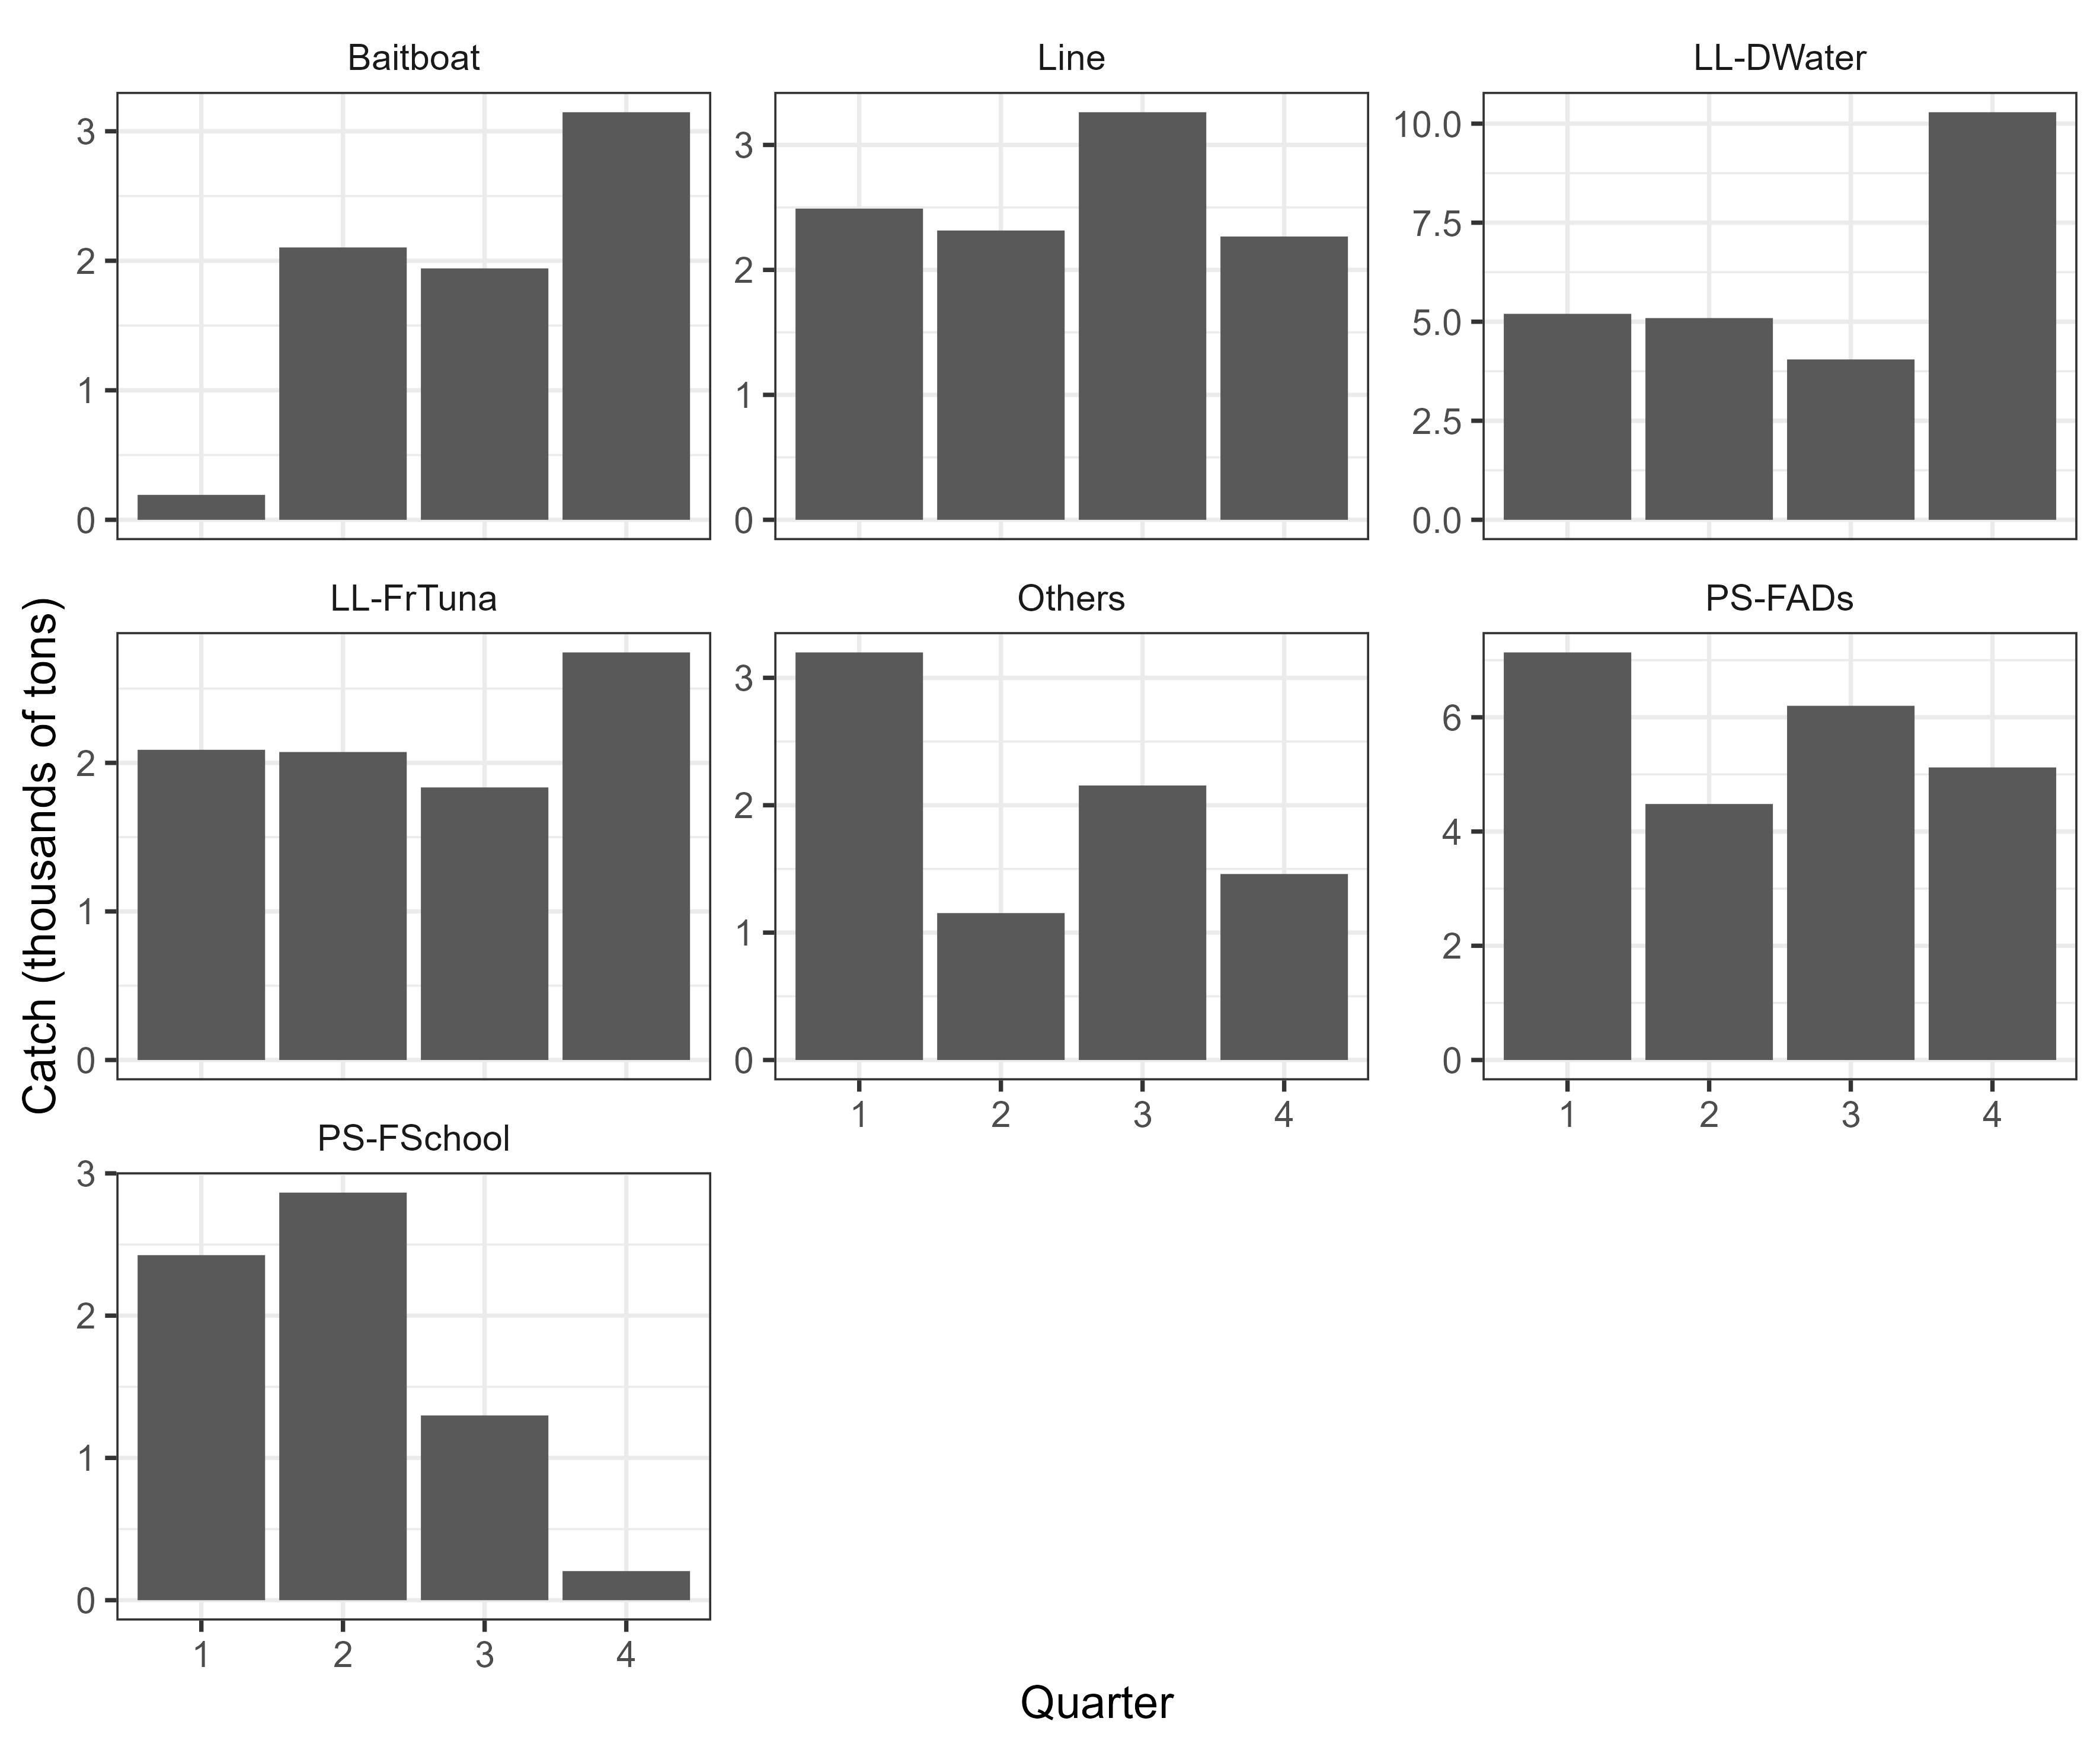 Baitboat
Line
LL-DWater
3
2
1
0
3
2
1
0
10.0
7.5
5.0
2.5
0.0
LL-FrTuna
Others
PS-FADs
2
1
0
3
2
1
0
6
4
2
0
1 2 3 4
1 2 3 4
PS-FSchool
3
2
1
0
1 2 3 4
Catch (thousands of tons)
Quarter